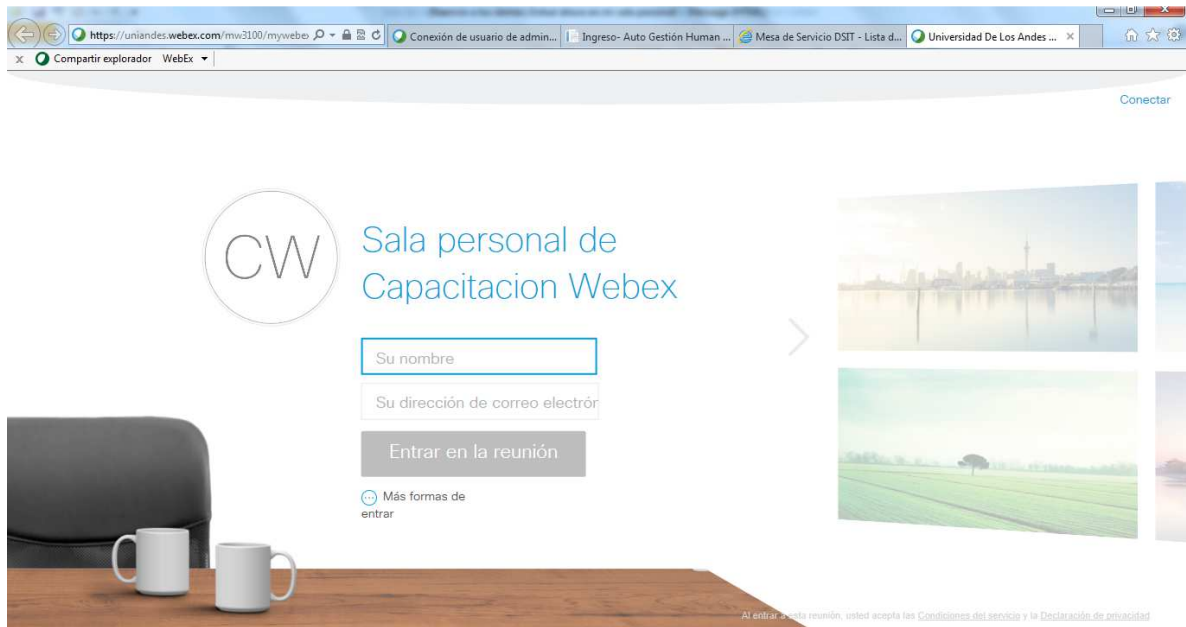 https://uniandes.webex.com/mw3100/mywebe
Conexión de usuario de admin...
Ingreso- Auto Gestión Human ...
Mesa de Servicio DSIT - Lista d...
Universidad De Los Andes ...
x Compartir explorador WebEx
Conectar
CW
Sala personal de
Capacitacion Webex
Su nombre
Su dirección de correo electrón
Entrar en la reunión
Más formas de
entrar
Al entrar a esta reunión, usted acepta las Condiciones del servicio y la Declaración de privacidad